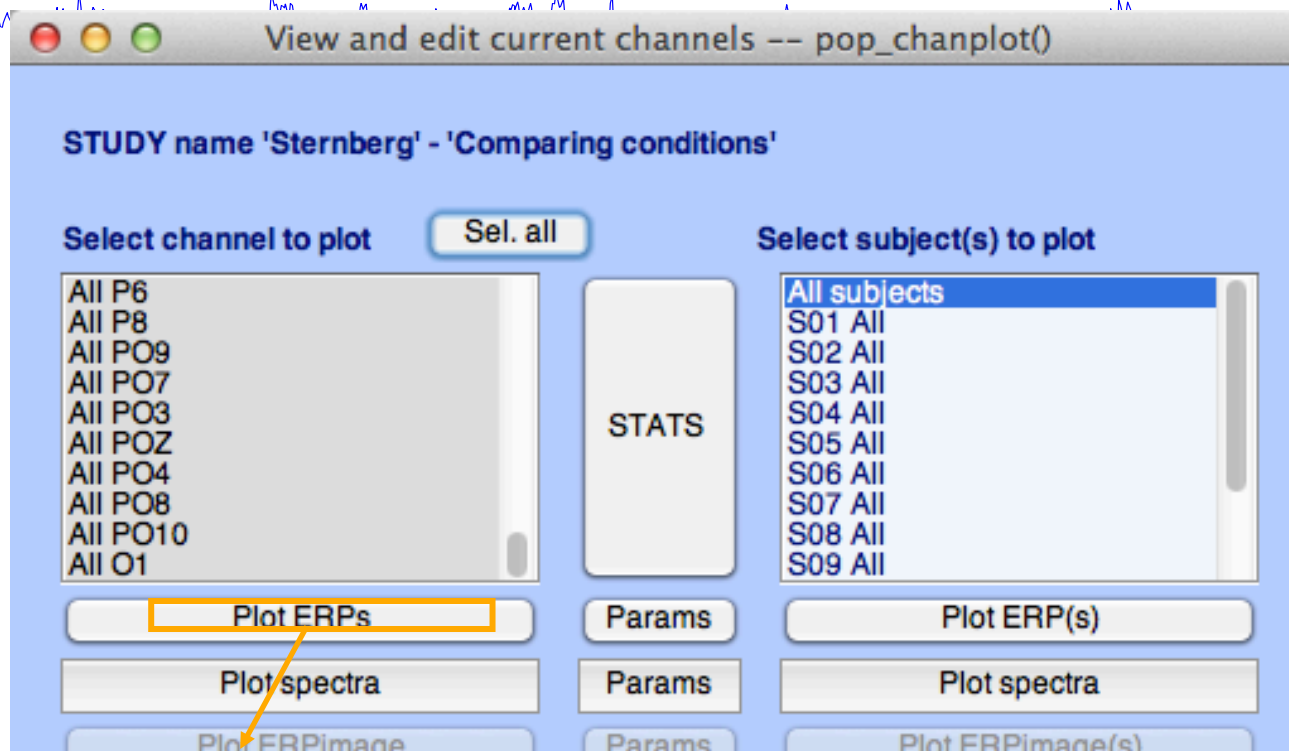 View and edit current channels -- pop_chanplot()
STUDY name 'Sternberg' - 'Comparing conditions'
Select channel to plot
Sel. all
Select subject(s) to plot
All P6
All P8
All PO9
All PO7
All PO3
All POZ
All PO4
All PO8
All PO10
All O1
STATS
All subjects
S01 All
S02 All
S03 All
S04 All
S05 All
S06 All
S07 All
S08 All
S09 All
Plot ERPs
Params
Plot ERP(s)
Plot spectra
Params
Plot spectra
Plot ERPimage
Params
Plot ERPimage(s)